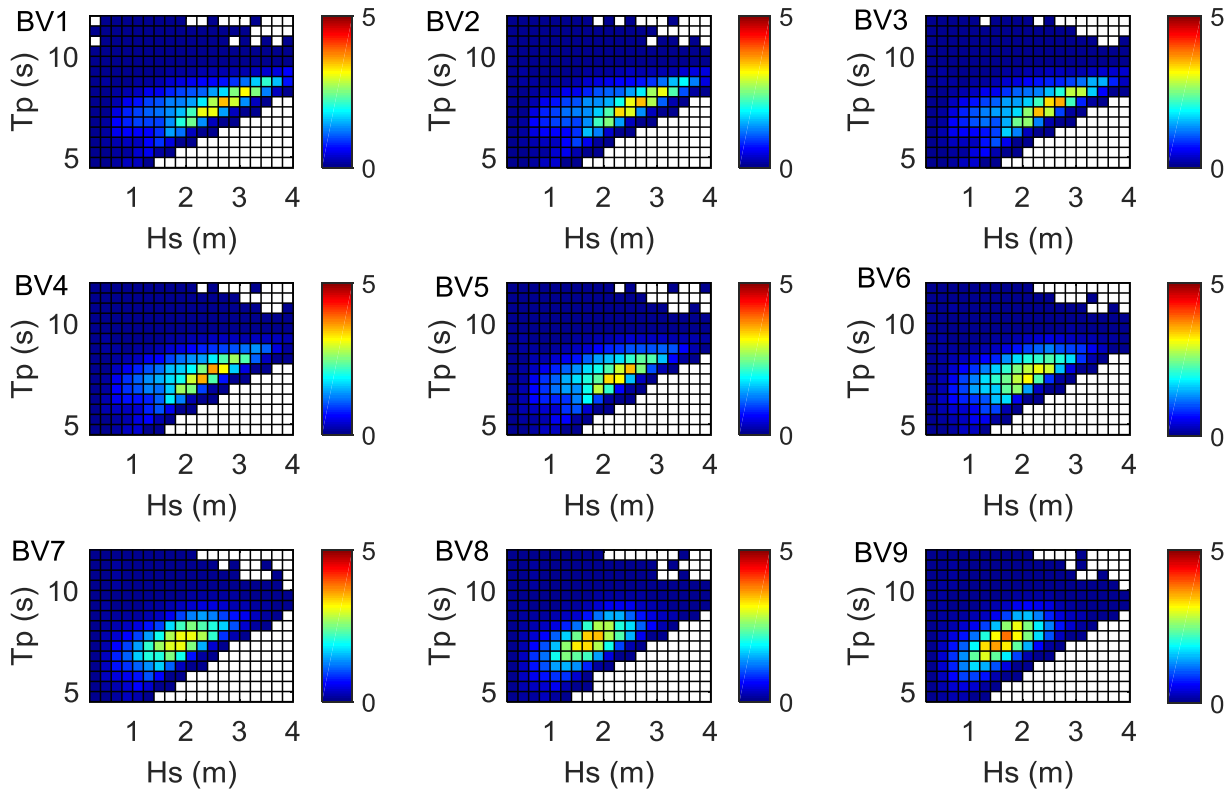 BV1 BV2 BV3
5 5 5
10 10 10
Tp (s) Tp (s) Tp (s)
5 0 5 0 5 0
1 2 3 4 1 2 3 4 1 2 3 4
Hs (m) Hs (m) Hs (m)
BV4 BV5 BV6
5 5 5
10 10 10
Tp (s) Tp (s) Tp (s)
5 0 5 0 5 0
1 2 3 4 1 2 3 4 1 2 3 4
Hs (m) Hs (m) Hs (m)
BV7 BV8 BV9
5 5 5
10 10 10
Tp (s) Tp (s) Tp (s)
5 0 5 0 5 0
1 2 3 4 1 2 3 4 1 2 3 4
Hs (m) Hs (m) Hs (m)